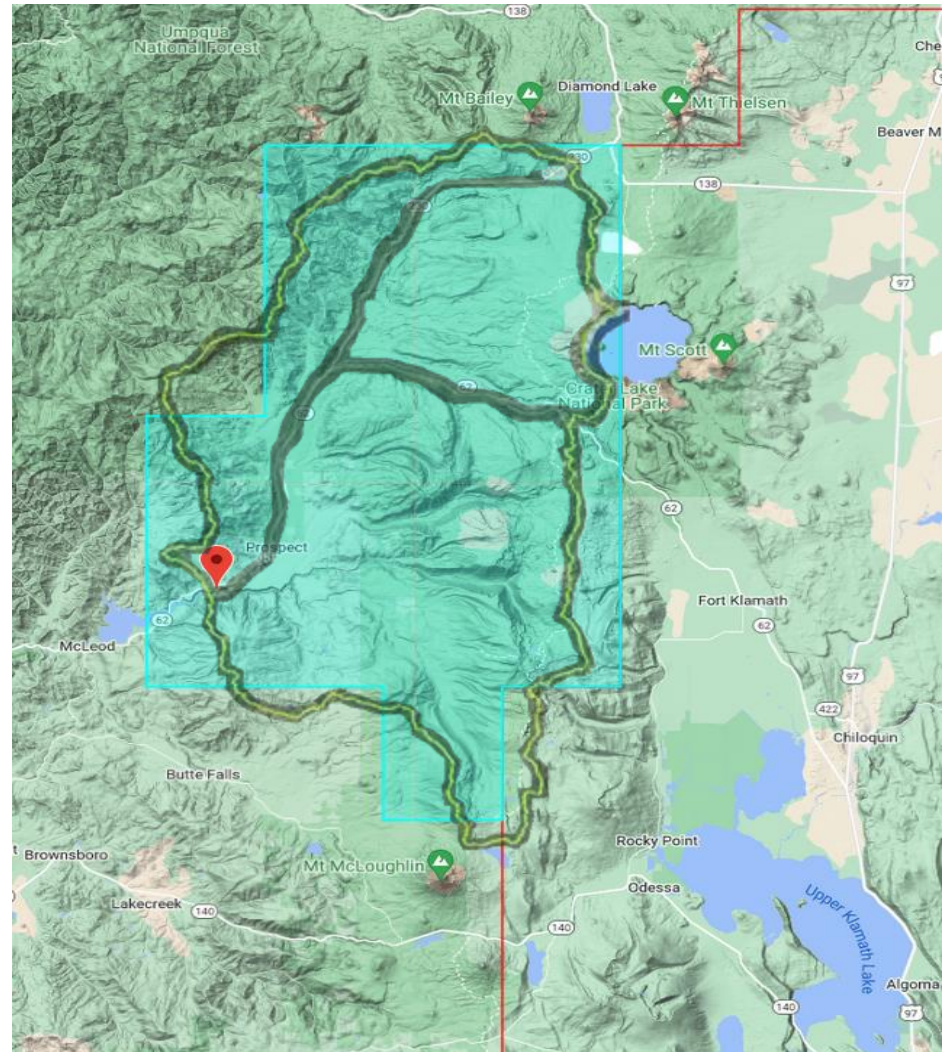 138
Umpqua
National Forest
Che
Diamond Lake
Mt Bailey
Mt Thielsen
Beaver M
230
138
97
Mt Scott
62
Crater Lake
National Park
62
Prospect
Fort Klamath
62
62
McLeod
97
422
Chiloquin
Butte Falls
Rocky Point
Brownsboro
Mt McLoughlin
Odessa
Lakecreek
140
Upper Klamath Lake
140
Algoma
140
97